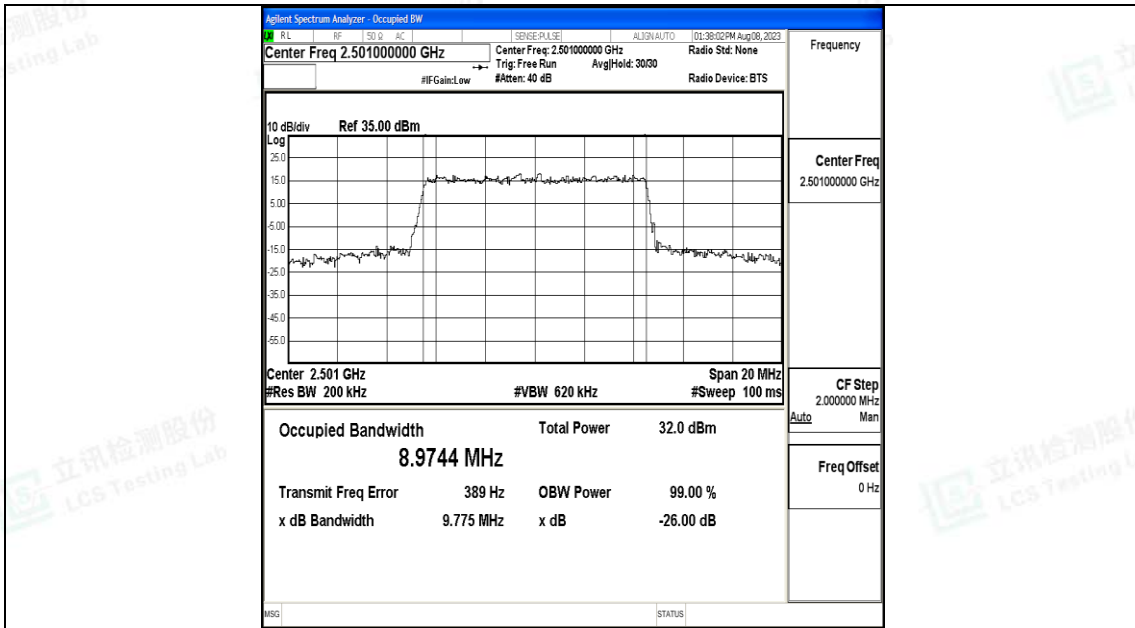 Agilent Spectrum Analyzer - Occupied BW
RL RF 50 Ω AC SENSE:PULSE ALIGN AUTO 01:38:02 PM Aug 08, 2023
Center Freq 2.501000000 GHz
Center Freq: 2.501000000 GHz
Radio Std: None
Trig: Free Run Avg|Hold: 30/30
#IFGain:Low #Atten: 40 dB Radio Device: BTS
Frequency
10 dB/div Ref 35.00 dBm
Log
25.0
15.0
5.00
-5.00
-15.0
-25.0
-35.0
-45.0
-55.0
Center 2.501 GHz Span 20 MHz
#Res BW 200 kHz #VBW 620 kHz #Sweep 100 ms
Center Freq
2.501000000 GHz
CF Step
2.000000 MHz
Auto Man
Freq Offset
0 Hz
Occupied Bandwidth Total Power 32.0 dBm
8.9744 MHz
Transmit Freq Error 389 Hz OBW Power 99.00 %
x dB Bandwidth 9.775 MHz x dB -26.00 dB
MSG STATUS
立讯检测股份
LCS Testing Lab
立讯检测股份